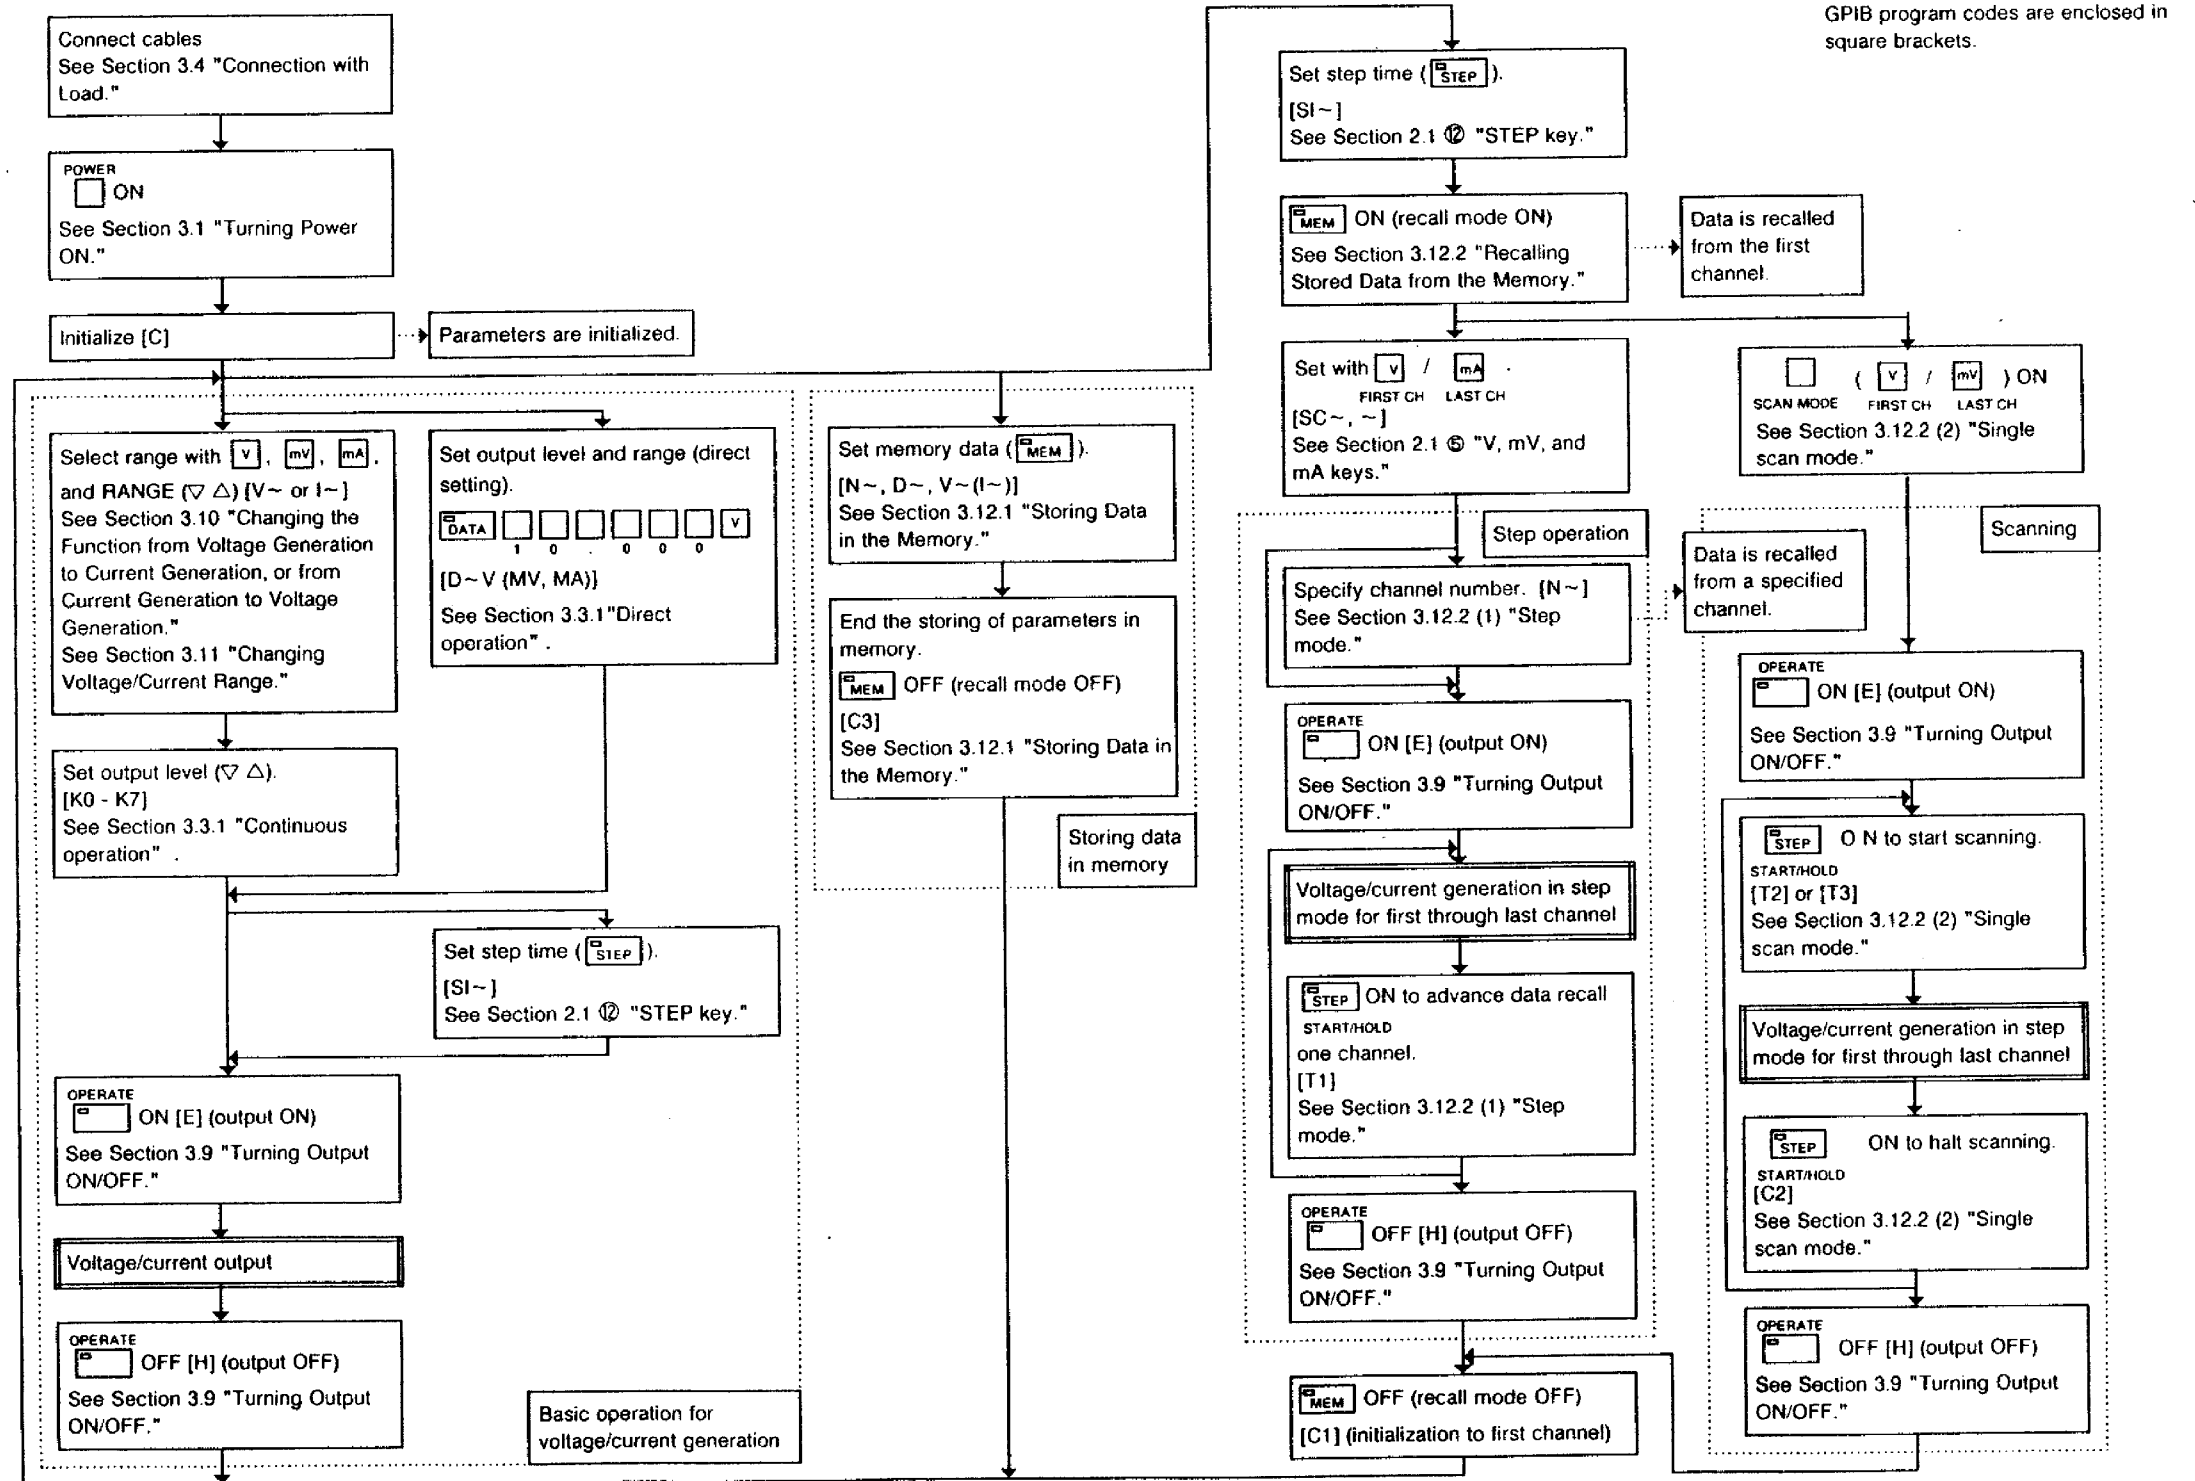 GPIB program codes are enclosed in
square brackets.
Connect cables
See Section 3.4 "Connection with
Load."
POWER
ON
See Section 3.1 "Turning Power
ON."
Initialize [C]
Parameters are initialized.
Select range with V, mV, mA,
and RANGE (▽ △) [V~ or I~]
See Section 3.10 "Changing the
Function from Voltage Generation
to Current Generation, or from
Current Generation to Voltage
Generation."
See Section 3.11 "Changing
Voltage/Current Range."
Set output level (▽ △).
[K0 - K7]
See Section 3.3.1 "Continuous
operation" .
Set output level and range (direct
setting).
DATA V
1 0 . 0 0 0
[D~V (MV, MA)]
See Section 3.3.1"Direct
operation" .
Set step time ( STEP ).
[SI~]
See Section 2.1 ⑫ "STEP key."
OPERATE
ON [E] (output ON)
See Section 3.9 "Turning Output
ON/OFF."
Voltage/current output
OPERATE
OFF [H] (output OFF)
See Section 3.9 "Turning Output
ON/OFF."
Basic operation for
voltage/current generation
Set memory data ( MEM ).
[N~, D~, V~(I~)]
See Section 3.12.1 "Storing Data
in the Memory."
End the storing of parameters in
memory.
MEM OFF (recall mode OFF)
[C3]
See Section 3.12.1 "Storing Data in
the Memory."
Storing data
in memory
Set step time ( STEP ).
[SI~]
See Section 2.1 ⑫ "STEP key."
MEM ON (recall mode ON)
See Section 3.12.2 "Recalling
Stored Data from the Memory."
Data is recalled
from the first
channel.
Set with V / mA .
FIRST CH LAST CH
[SC~, ~]
See Section 2.1 ⑤ "V, mV, and
mA keys."
Step operation
Specify channel number. [N~]
See Section 3.12.2 (1) "Step
mode."
Data is recalled
from a specified
channel.
OPERATE
ON [E] (output ON)
See Section 3.9 "Turning Output
ON/OFF."
Voltage/current generation in step
mode for first through last channel
STEP ON to advance data recall
START/HOLD
one channel.
[T1]
See Section 3.12.2 (1) "Step
mode."
OPERATE
OFF [H] (output OFF)
See Section 3.9 "Turning Output
ON/OFF."
MEM OFF (recall mode OFF)
[C1] (initialization to first channel)
( V / mV ) ON
SCAN MODE FIRST CH LAST CH
See Section 3.12.2 (2) "Single
scan mode."
Scanning
OPERATE
ON [E] (output ON)
See Section 3.9 "Turning Output
ON/OFF."
STEP O N to start scanning.
START/HOLD
[T2] or [T3]
See Section 3.12.2 (2) "Single
scan mode."
Voltage/current generation in step
mode for first through last channel
STEP ON to halt scanning.
START/HOLD
[C2]
See Section 3.12.2 (2) "Single
scan mode."
OPERATE
OFF [H] (output OFF)
See Section 3.9 "Turning Output
ON/OFF."